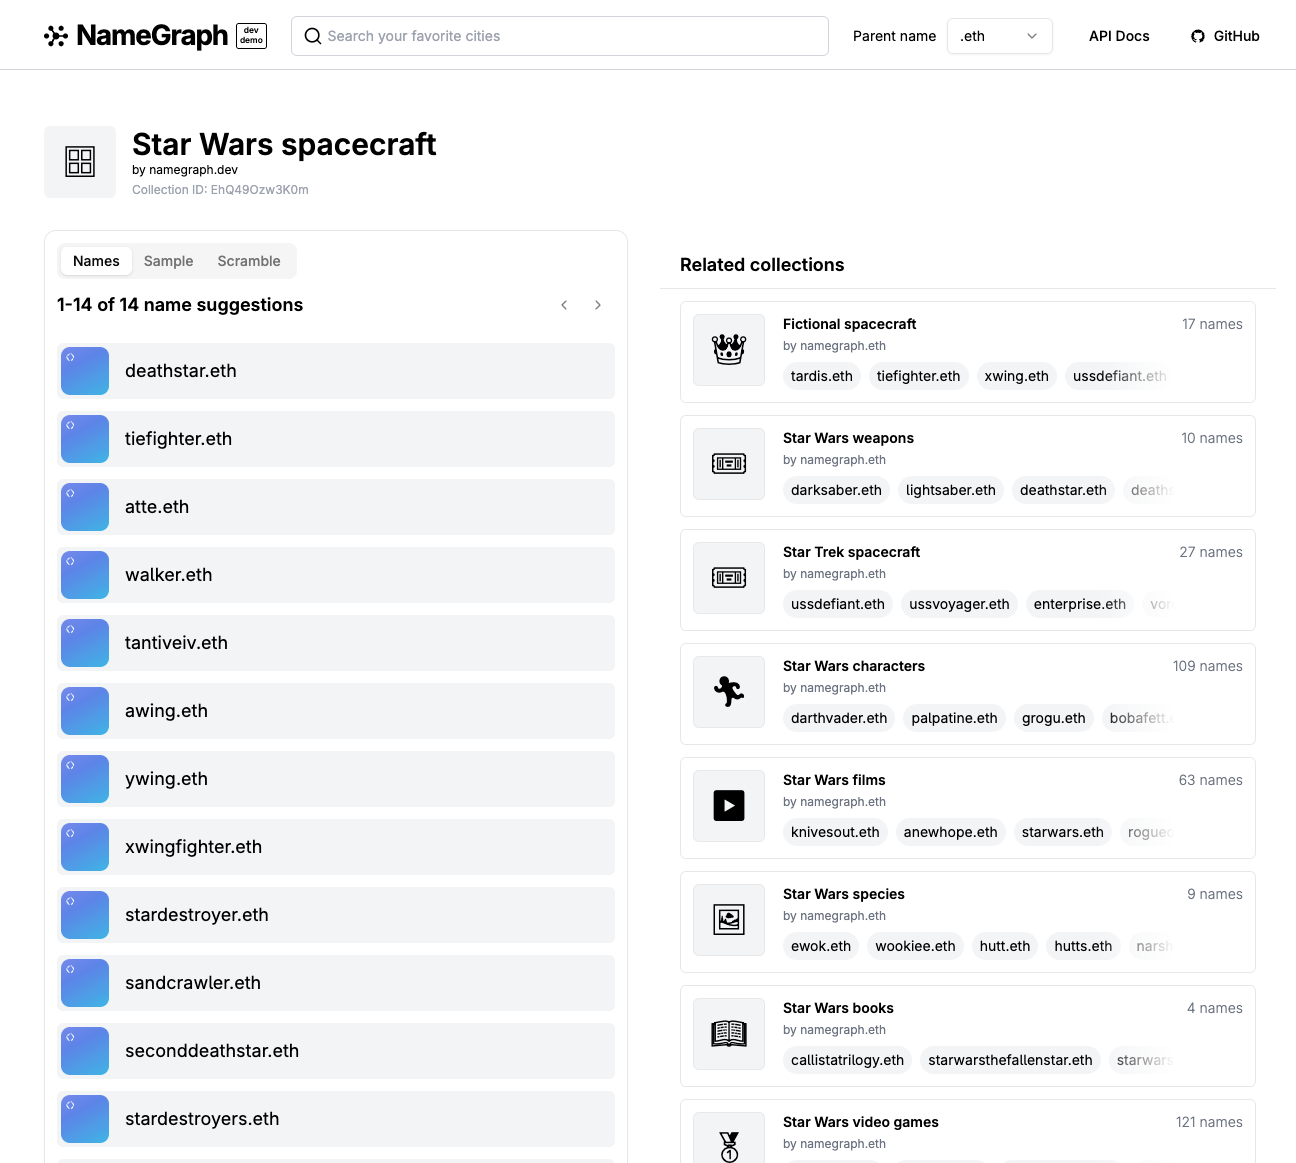 NameGraph
dev
demo
Search your favorite cities
Parent name
.eth
API Docs
GitHub
Star Wars spacecraft
by namegraph.dev
Collection ID: EhQ49Ozw3K0m
Names
Sample
Scramble
1-14 of 14 name suggestions
deathstar.eth
tiefighter.eth
atte.eth
walker.eth
tantiveiv.eth
awing.eth
ywing.eth
xwingfighter.eth
stardestroyer.eth
sandcrawler.eth
seconddeathstar.eth
stardestroyers.eth
Related collections
Fictional spacecraft
17 names
by namegraph.eth
tardis.eth tiefighter.eth xwing.eth ussdefiant.eth
Star Wars weapons
10 names
by namegraph.eth
darksaber.eth lightsaber.eth deathstar.eth deaths
Star Trek spacecraft
27 names
by namegraph.eth
ussdefiant.eth ussvoyager.eth enterprise.eth
Star Wars characters
109 names
by namegraph.eth
darthvader.eth palpatine.eth grogu.eth bobafett.
Star Wars films
63 names
by namegraph.eth
knivesout.eth anewhope.eth starwars.eth
Star Wars species
9 names
by namegraph.eth
ewok.eth wookiee.eth hutt.eth hutts.eth narsh
Star Wars books
4 names
by namegraph.eth
callistatrilogy.eth starwarsthefallenstar.eth starwars
Star Wars video games
121 names
by namegraph.eth